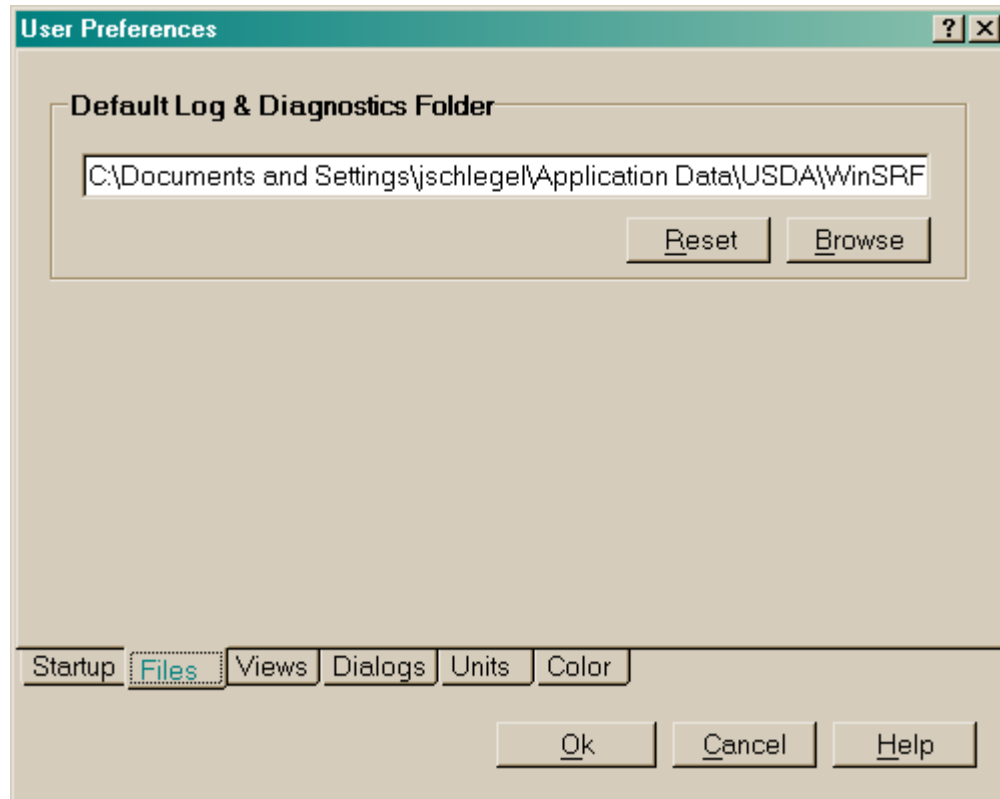 User Preferences
Default Log & Diagnostics Folder
C:\Documents and Settings\jschlegel\Application Data\USDA\WinSRF
Reset Browse
Startup Files Views Dialogs Units Color
Ok Cancel Help